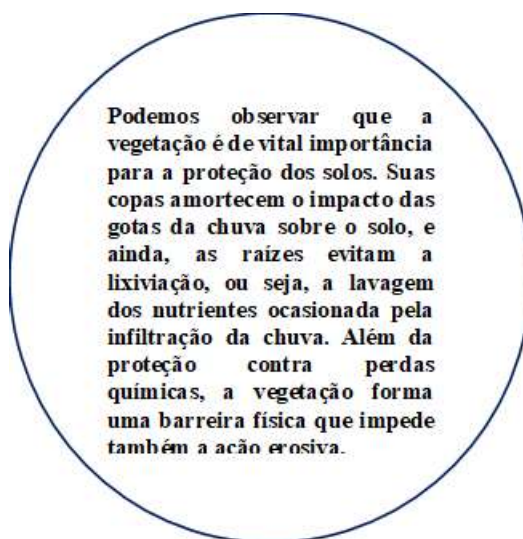 Podemos observar que a
vegetação é de vital importância
para a proteção dos solos. Suas
copas amortecem o impacto das
gotas da chuva sobre o solo, e
ainda, as raízes evitam a
lixiviação, ou seja, a lavagem
dos nutrientes ocasionada pela
infiltração da chuva. Além da
proteção contra perdas
químicas, a vegetação forma
uma barreira física que impede
também a ação erosiva.